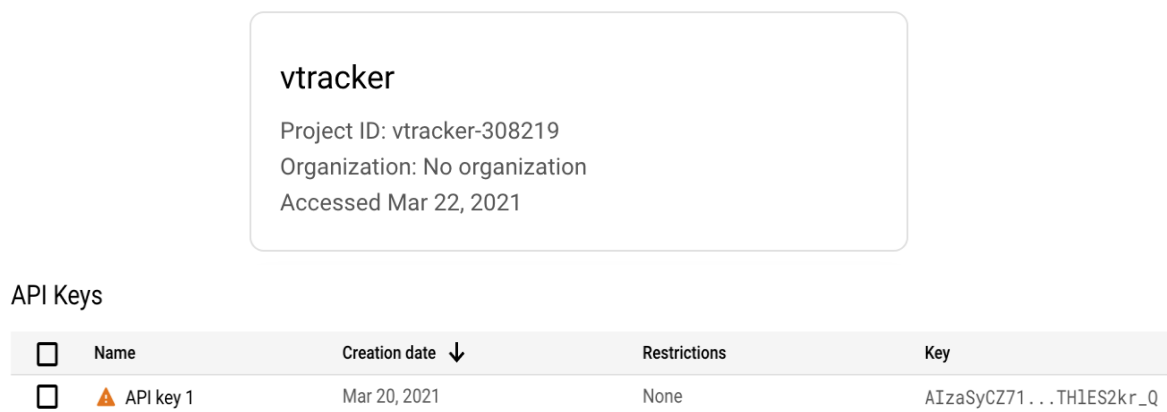 vtracker
Project ID: vtracker-308219
Organization: No organization
Accessed Mar 22, 2021
API Keys
Name Creation date Restrictions Key
API key 1 Mar 20, 2021 None AIzaSyCZ71...THlES2kr_Q